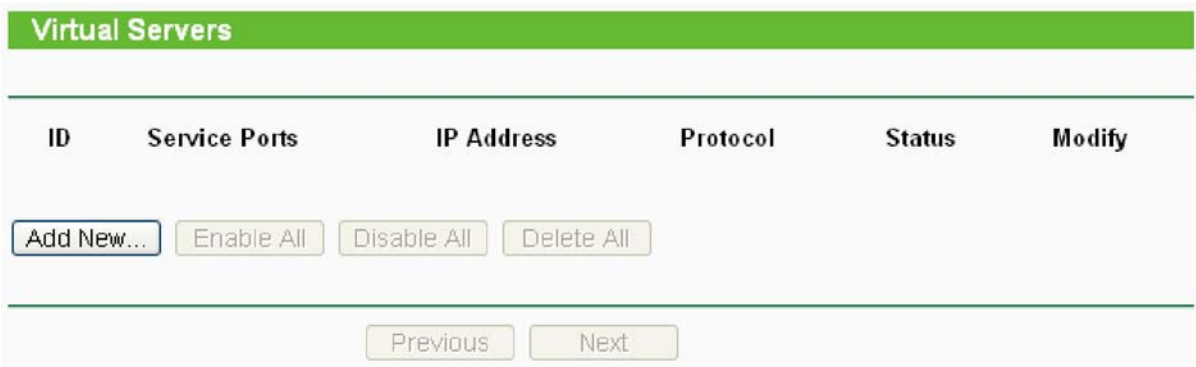 Virtual Servers
ID Service Ports IP Address Protocol Status Modify
Add New... Enable All Disable All Delete All
Previous Next